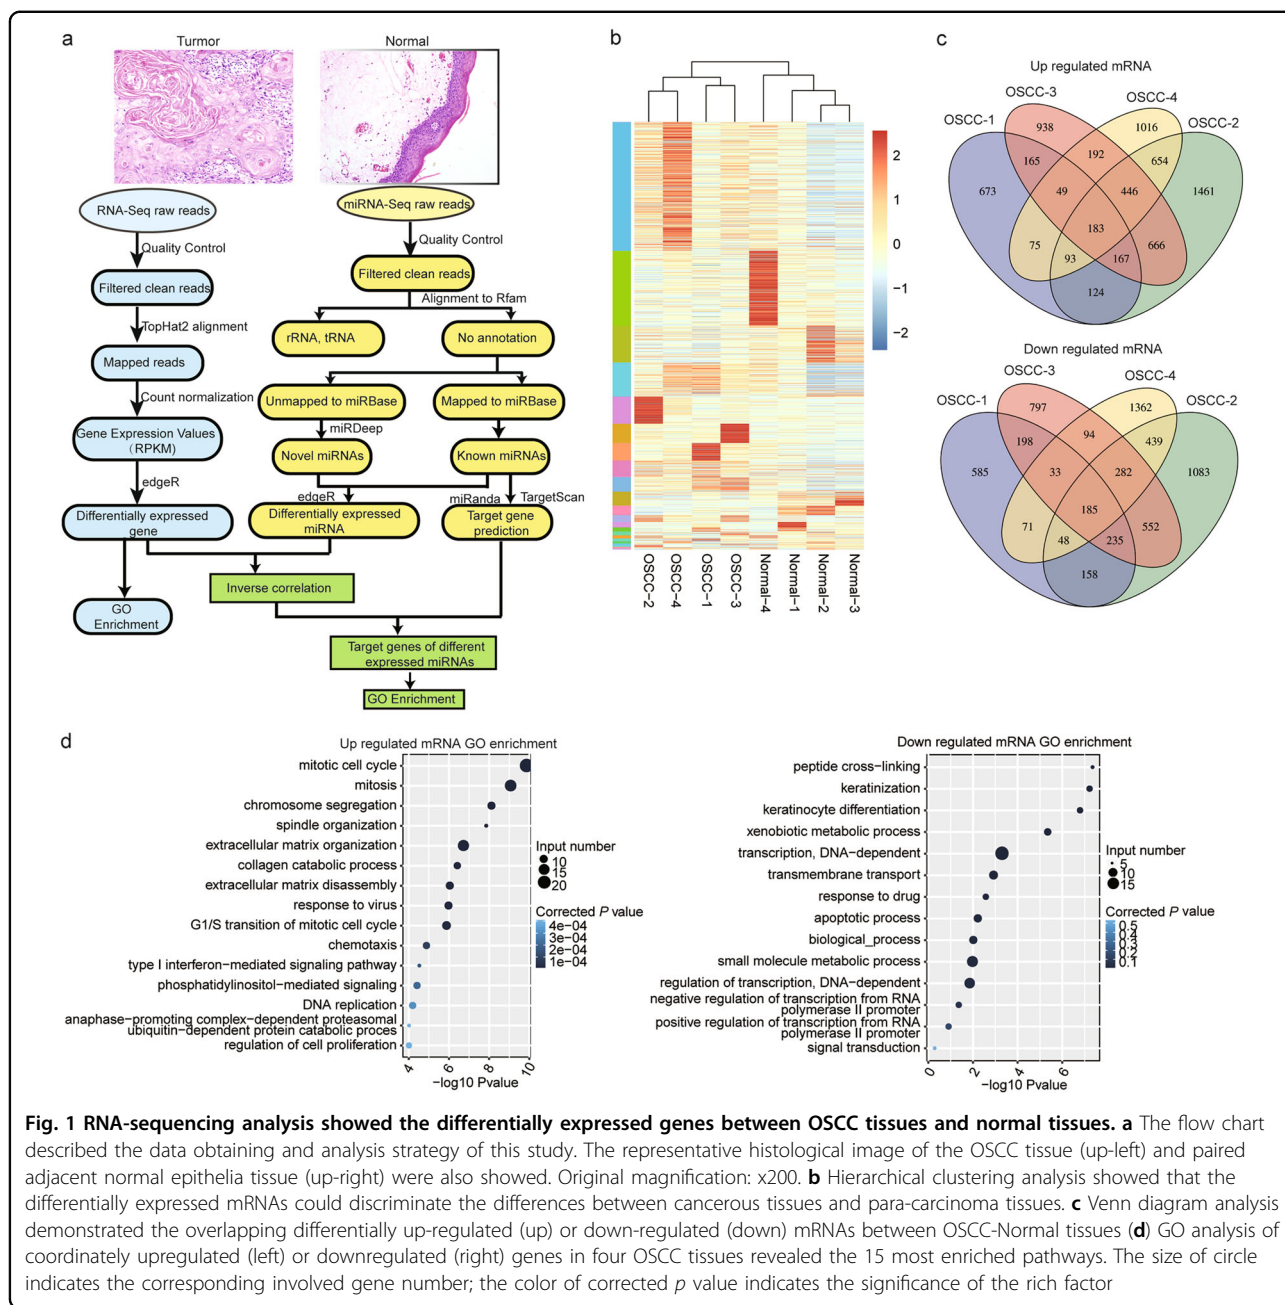 a
Turmor
Normal
RNA-Seq raw reads
Quality Control
Filtered clean reads
TopHat2 alignment
Mapped reads
Count normalization
Gene Expression Values
(RPKM)
edgeR
Differentially expressed
gene
GO
Enrichment
miRNA-Seq raw reads
Quality Control
Filtered clean reads
Alignment to Rfam
rRNA, tRNA
No annotation
Unmapped to miRBase
Mapped to miRBase
miRDeep
Novel miRNAs
Known miRNAs
edgeR
miRanda
TargetScan
Differentially expressed
miRNA
Target gene
prediction
Inverse correlation
Target genes of different
expressed miRNAs
GO Enrichment
b
2
1
0
−1
−2
OSCC−2
OSCC−4
OSCC−1
OSCC−3
Normal−4
Normal−1
Normal−2
Normal−3
c
Up regulated mRNA
OSCC-3
OSCC-4
OSCC-1
OSCC-2
938
1016
165
192
654
673
49
446
1461
183
75
93
167
666
124
Down regulated mRNA
OSCC-3
OSCC-4
OSCC-1
OSCC-2
797
1362
198
94
439
585
33
282
1083
185
71
48
235
552
158
d
Up regulated mRNA GO enrichment
mitotic cell cycle
mitosis
chromosome segregation
spindle organization
extracellular matrix organization
collagen catabolic process
extracellular matrix disassembly
response to virus
G1/S transition of mitotic cell cycle
chemotaxis
type I interferon−mediated signaling pathway
phosphatidylinositol−mediated signaling
DNA replication
anaphase−promoting complex−dependent proteasomal
ubiquitin−dependent protein catabolic proces
regulation of cell proliferation
4
6
8
10
−log10 Pvalue
Input number
10
15
20
Corrected P value
4e−04
3e−04
2e−04
1e−04
Down regulated mRNA GO enrichment
peptide cross−linking
keratinization
keratinocyte differentiation
xenobiotic metabolic process
transcription, DNA−dependent
transmembrane transport
response to drug
apoptotic process
biological_process
small molecule metabolic process
regulation of transcription, DNA−dependent
negative regulation of transcription from RNA
polymerase II promoter
positive regulation of transcription from RNA
polymerase II promoter
signal transduction
0
2
4
6
−log10 Pvalue
Input number
5
10
15
Corrected P value
0.5
0.4
0.3
0.2
0.1
Fig. 1 RNA-sequencing analysis showed the differentially expressed genes between OSCC tissues and normal tissues. a The flow chart
described the data obtaining and analysis strategy of this study. The representative histological image of the OSCC tissue (up-left) and paired
adjacent normal epithelia tissue (up-right) were also showed. Original magnification: x200. b Hierarchical clustering analysis showed that the
differentially expressed mRNAs could discriminate the differences between cancerous tissues and para-carcinoma tissues. c Venn diagram analysis
demonstrated the overlapping differentially up-regulated (up) or down-regulated (down) mRNAs between OSCC-Normal tissues (d) GO analysis of
coordinately upregulated (left) or downregulated (right) genes in four OSCC tissues revealed the 15 most enriched pathways. The size of circle
indicates the corresponding involved gene number; the color of corrected p value indicates the significance of the rich factor